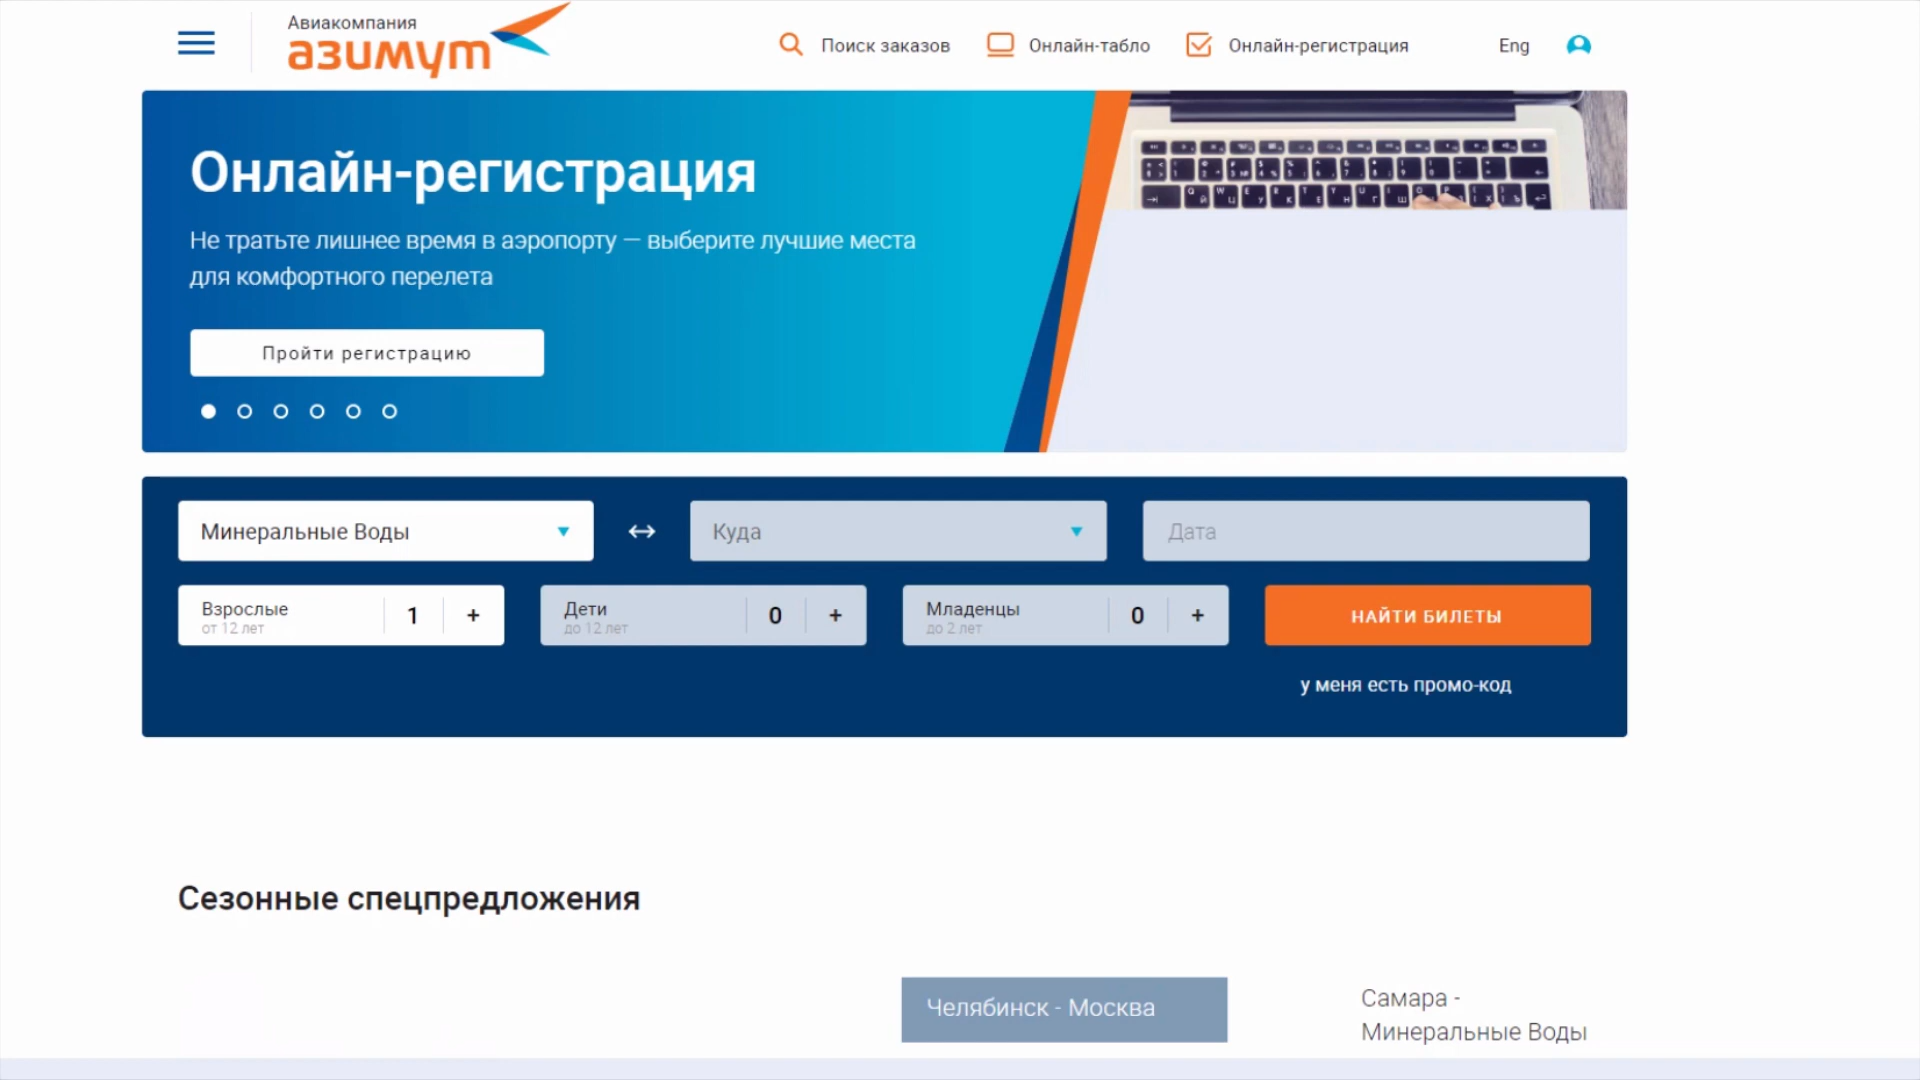 Авиакомпания
азимут
Поиск заказов
Онлайн-табло
Онлайн-регистрация
Eng
Онлайн-регистрация
Не тратьте лишнее время в аэропорту — выберите лучшие места
для комфортного перелета
Пройти регистрацию
Минеральные Воды
Куда
Дата
Взрослые
от 12 лет
1 +
Дети
до 12 лет
0 +
Младенцы
до 2 лет
0 +
НАЙТИ БИЛЕТЫ
у меня есть промо-код
Сезонные спецпредложения
Челябинск - Москва
Самара -
Минеральные Воды